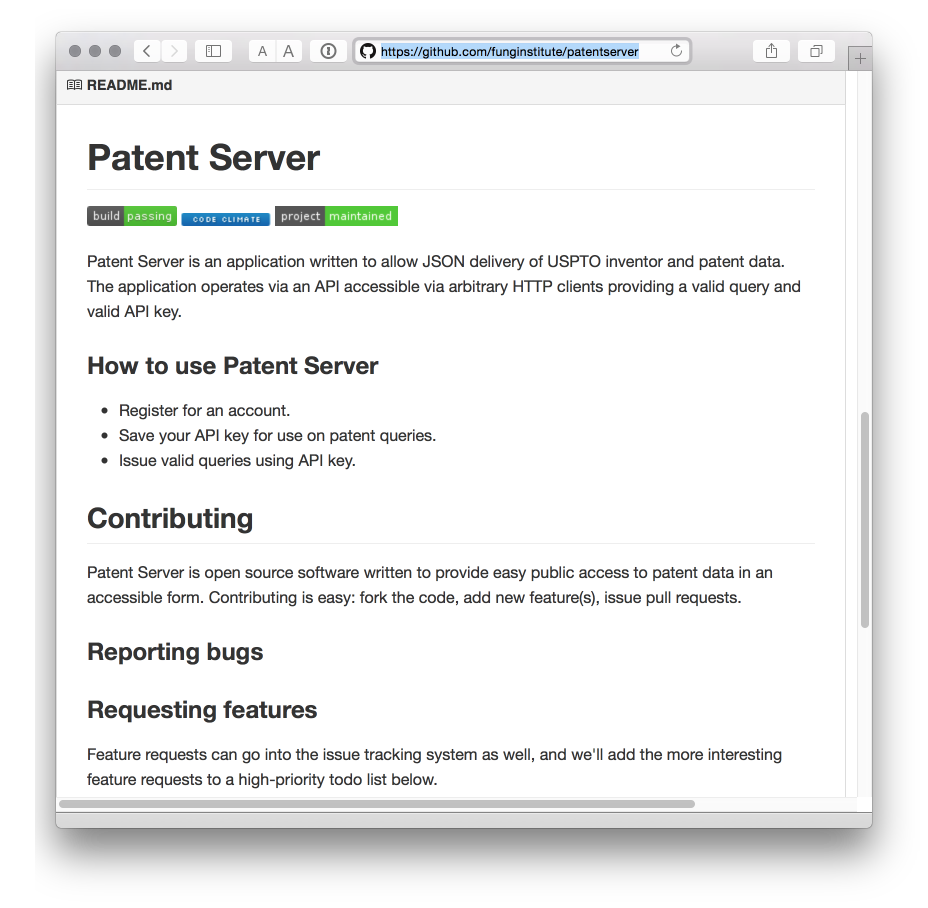 A A
https://github.com/funginstitute/patentserver
README.md
Patent Server
build passing CODE CLIMATE project maintained
Patent Server is an application written to allow JSON delivery of USPTO inventor and patent data.
The application operates via an API accessible via arbitrary HTTP clients providing a valid query and
valid API key.
How to use Patent Server
• Register for an account.
• Save your API key for use on patent queries.
• Issue valid queries using API key.
Contributing
Patent Server is open source software written to provide easy public access to patent data in an
accessible form. Contributing is easy: fork the code, add new feature(s), issue pull requests.
Reporting bugs
Requesting features
Feature requests can go into the issue tracking system as well, and we'll add the more interesting
feature requests to a high-priority todo list below.